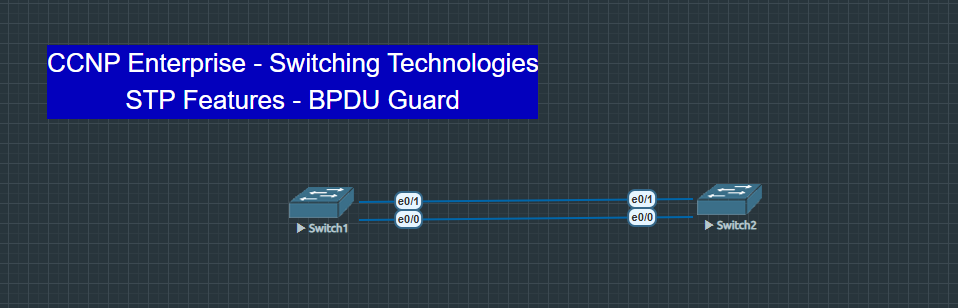 CCNP Enterprise - Switching Technologies
STP Features - BPDU Guard
e0/1
e0/1
e0/0
e0/0
Switch1
Switch2